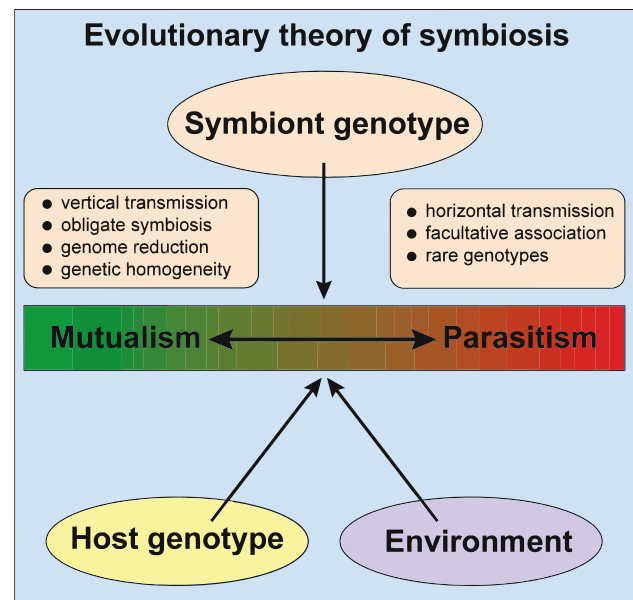 Evolutionary theory of symbiosis
Symbiont genotype
● vertical transmission
● obligate symbiosis
● genome reduction
● genetic homogeneity
● horizontal transmission
● facultative association
● rare genotypes
Mutualism
Parasitism
Host genotype
Environment